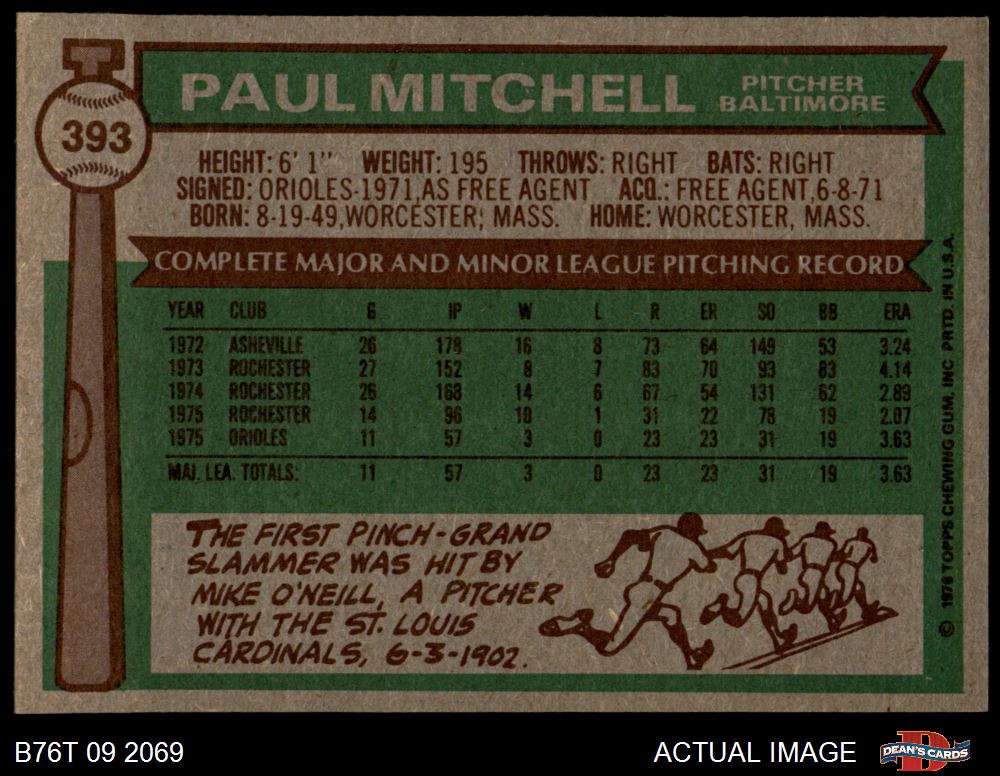 PAUL MITCHELL PITCHER
BALTIMORE
393
HEIGHT: 6' 1" WEIGHT: 195 THROWS: RIGHT BATS: RIGHT
SIGNED: ORIOLES-1971, AS FREE AGENT ACQ.: FREE AGENT, 6-8-71
BORN: 8-19-49, WORCESTER, MASS. HOME: WORCESTER, MASS.
COMPLETE MAJOR AND MINOR LEAGUE PITCHING RECORD
YEAR CLUB G IP W L R ER SO BB ERA
1972 ASHEVILLE 26 178 16 8 73 64 149 53 3.24
1973 ROCHESTER 27 152 8 7 83 70 93 83 4.14
1974 ROCHESTER 26 168 14 6 67 54 131 62 2.89
1975 ROCHESTER 14 96 10 1 31 22 78 19 2.07
1975 ORIOLES 11 57 3 0 23 23 31 19 3.63
MAJ. LEA. TOTALS: 11 57 3 0 23 23 31 19 3.63
THE FIRST PINCH-GRAND
SLAMMER WAS HIT BY
MIKE O'NEILL, A PITCHER
WITH THE ST. LOUIS
CARDINALS, 6-3-1902.
© 1976 TOPPS CHEWING GUM, INC. PRTD. IN U.S.A.
B76T 09 2069 ACTUAL IMAGE DEAN'S CARDS